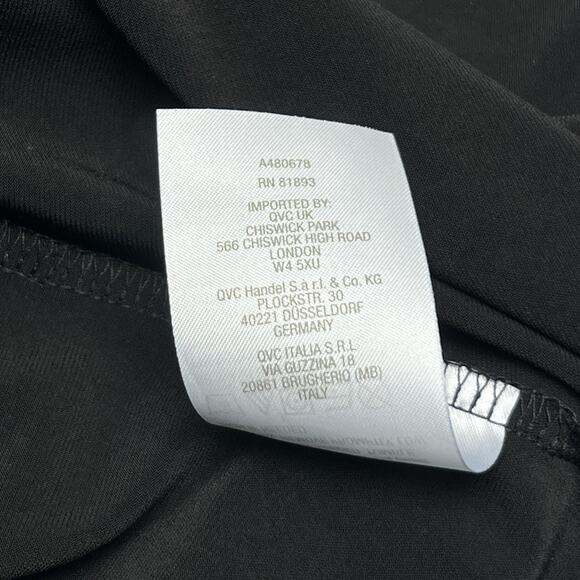 A480678
RN 81893
IMPORTED BY:
QVC UK
CHISWICK PARK
566 CHISWICK HIGH ROAD
LONDON
W4 5XU
QVC Handel S.à r.l. & Co. KG
PLOCKSTR. 30
40221 DÜSSELDORF
GERMANY
QVC ITALIA S.R.L
VIA GUZZINA 18
20861 BRUGHERIO (MB)
ITALY